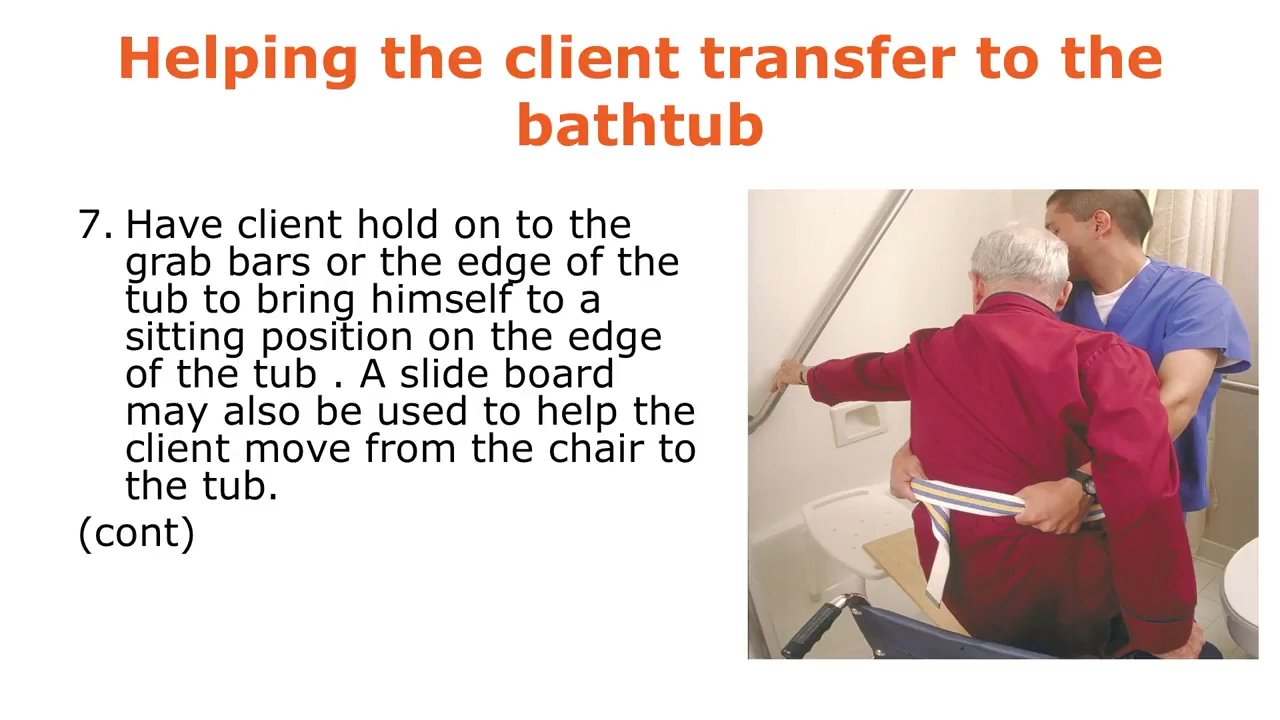 Helping the client transfer to the
bathtub
7. Have client hold on to the
grab bars or the edge of the
tub to bring himself to a
sitting position on the edge
of the tub . A slide board
may also be used to help the
client move from the chair to
the tub.
(cont)